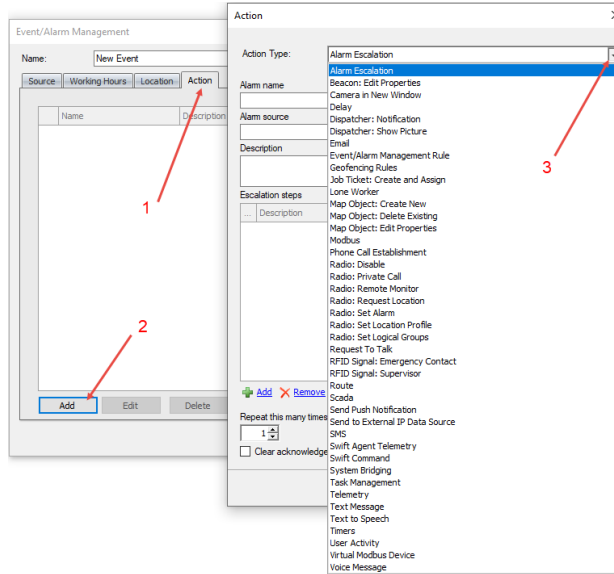 Event/Alarm Management
Name:
New Event
Source
Working Hours
Location
Action
Name
Description
1
2
Add
Edit
Delete
Action
Action Type:
Alarm Escalation
Alarm name
Alarm source
Description
Escalation steps
... Description
Add
Remove
Repeat this many times
1
Clear acknowledge
3
Alarm Escalation
Beacon: Edit Properties
Camera in New Window
Delay
Dispatcher: Notification
Dispatcher: Show Picture
Email
Event/Alarm Management Rule
Geofencing Rules
Job Ticket: Create and Assign
Lone Worker
Map Object: Create New
Map Object: Delete Existing
Map Object: Edit Properties
Modbus
Phone Call Establishment
Radio: Disable
Radio: Private Call
Radio: Remote Monitor
Radio: Request Location
Radio: Set Alarm
Radio: Set Location Profile
Radio: Set Logical Groups
Request To Talk
RFID Signal: Emergency Contact
RFID Signal: Supervisor
Route
Scada
Send Push Notification
Send to External IP Data Source
SMS
Swift Agent Telemetry
Swift Command
System Bridging
Task Management
Telemetry
Text Message
Text to Speech
Timers
User Activity
Virtual Modbus Device
Voice Message